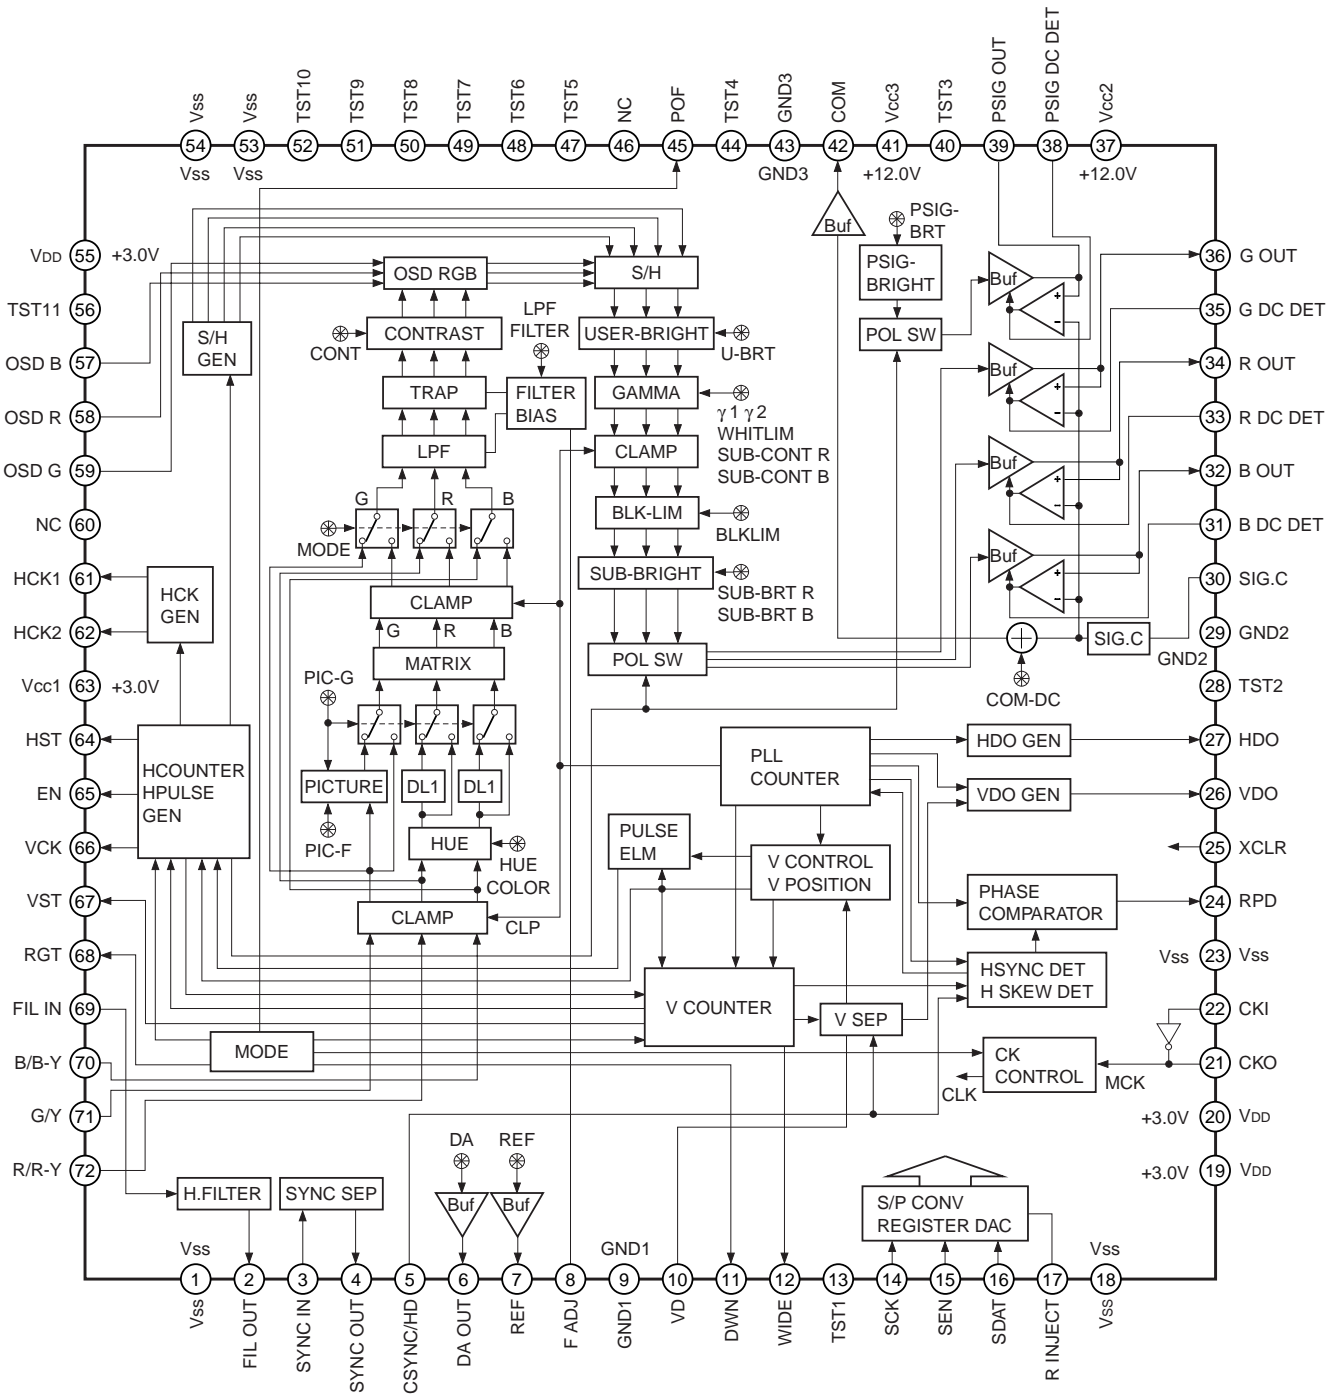 Vss
Vss
TST10
TST9
TST8
TST7
TST6
TST5
NC
POF
TST4
GND3
COM
Vcc3
TST3
PSIG OUT
PSIG DC DET
Vcc2
54
53
52
51
50
49
48
47
46
45
44
43
42
41
40
39
38
37
Vss
Vss
GND3
+12.0V
+12.0V
VDD
55
+3.0V
TST11
56
OSD B
57
OSD R
58
OSD G
59
NC
60
HCK1
61
HCK2
62
Vcc1
63
+3.0V
HST
64
EN
65
VCK
66
VST
67
RGT
68
FIL IN
69
B/B-Y
70
G/Y
71
R/R-Y
72
36
G OUT
35
G DC DET
34
R OUT
33
R DC DET
32
B OUT
31
B DC DET
30
SIG.C
29
GND2
GND2
28
TST2
27
HDO
26
VDO
25
XCLR
24
RPD
Vss
23
Vss
22
CKI
21
CKO
+3.0V
20
VDD
+3.0V
19
VDD
S/H
GEN
HCK
GEN
HCOUNTER
HPULSE
GEN
MODE
H.FILTER
SYNC SEP
OSD RGB
CONTRAST
CONT
TRAP
LPF
LPF
FILTER
FILTER
BIAS
G
R
B
MODE
CLAMP
G
R
B
MATRIX
PIC-G
PICTURE
DL1
DL1
PIC-F
HUE
HUE
COLOR
CLAMP
CLP
S/H
USER-BRIGHT
U-BRT
GAMMA
γ1 γ2
WHITLIM
SUB-CONT R
SUB-CONT B
CLAMP
BLK-LIM
BLKLIM
SUB-BRIGHT
SUB-BRT R
SUB-BRT B
POL SW
Buf
PSIG-
BRT
PSIG-
BRIGHT
POL SW
Buf
+
-
Buf
+
-
Buf
+
-
Buf
+
-
SIG.C
COM-DC
PLL
COUNTER
HDO GEN
VDO GEN
PULSE
ELM
V CONTROL
V POSITION
PHASE
COMPARATOR
HSYNC DET
H SKEW DET
V COUNTER
V SEP
CK
CONTROL
MCK
CLK
DA
REF
Buf
Buf
S/P CONV
REGISTER DAC
Vss
GND1
Vss
1
2
3
4
5
6
7
8
9
10
11
12
13
14
15
16
17
18
Vss
FIL OUT
SYNC IN
SYNC OUT
CSYNC/HD
DA OUT
REF
F ADJ
GND1
VD
DWN
WIDE
TST1
SCK
SEN
SDAT
R INJECT
Vss